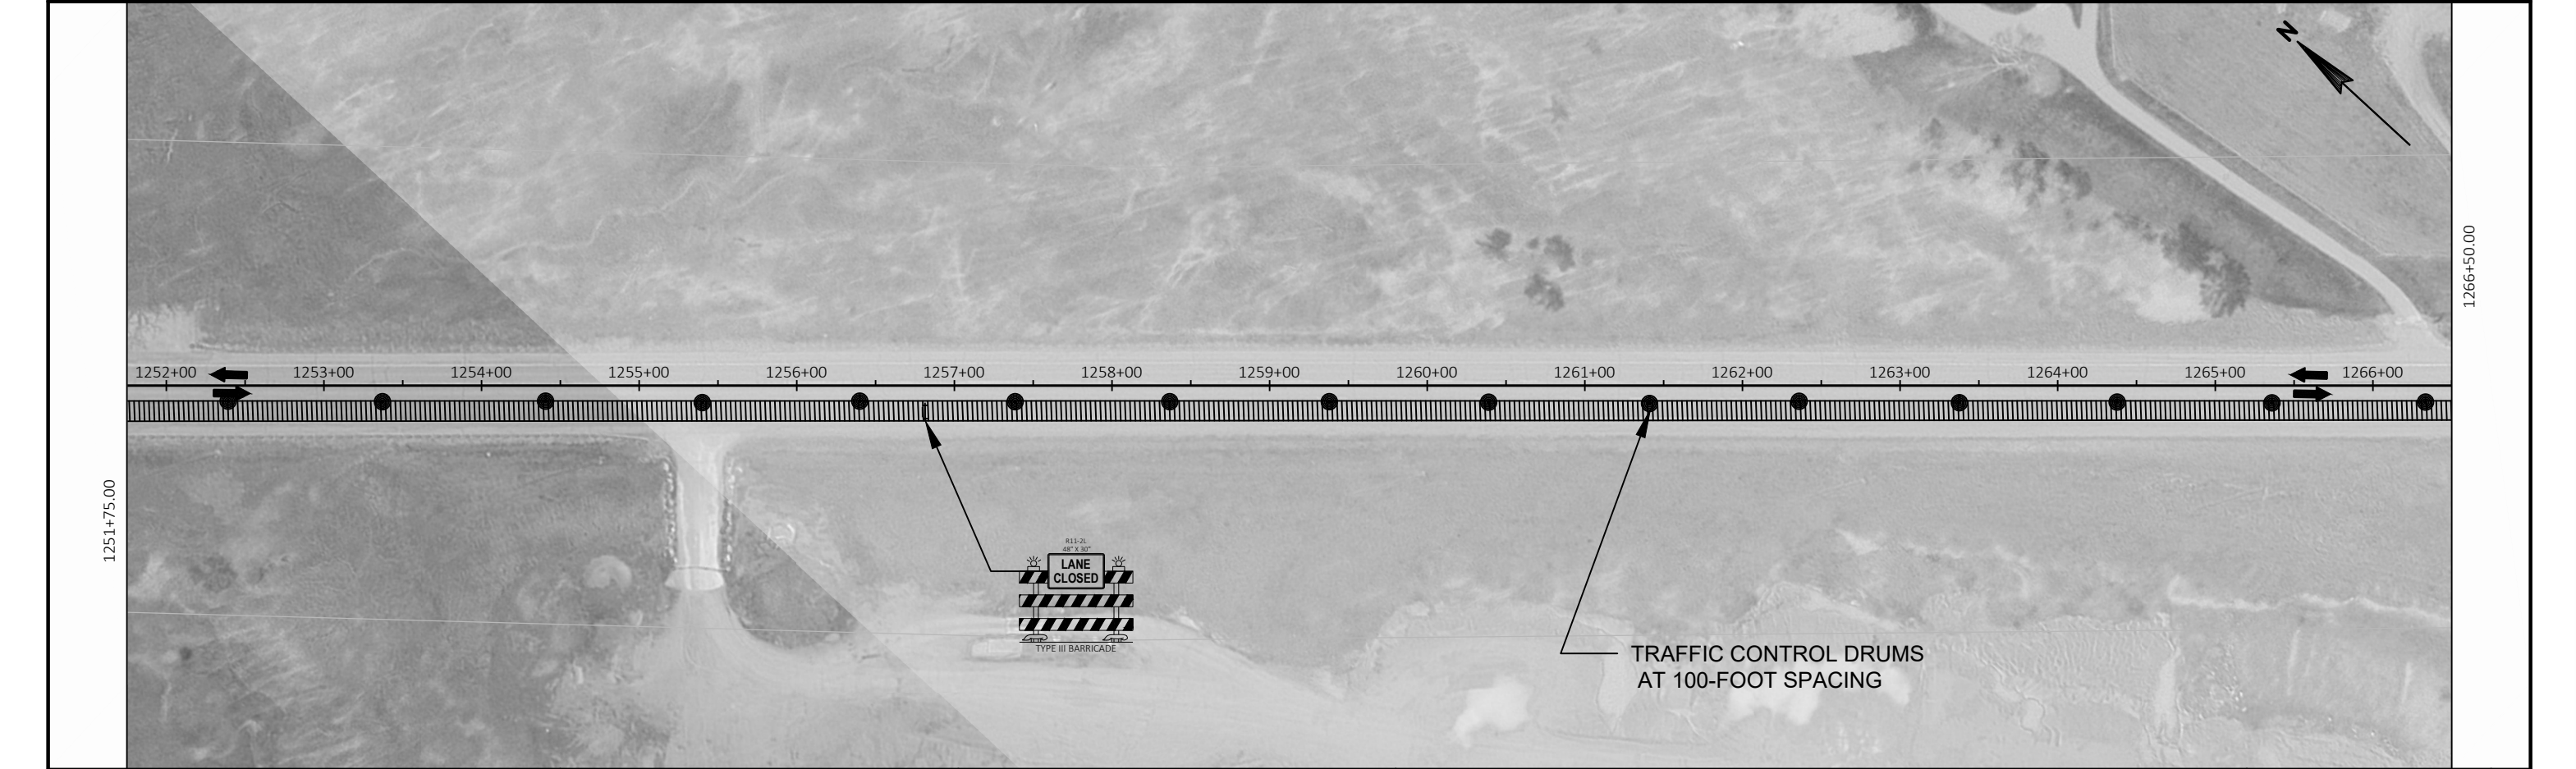 N
1252+00 1253+00 1254+00 1255+00 1256+00 1257+00 1258+00 1259+00 1260+00 1261+00 1262+00 1263+00 1264+00 1265+00 1266+00
1251+75.00
1266+50.00
R11-2L
48" X 30"
LANE
CLOSED
TYPE III BARRICADE
TRAFFIC CONTROL DRUMS
AT 100-FOOT SPACING